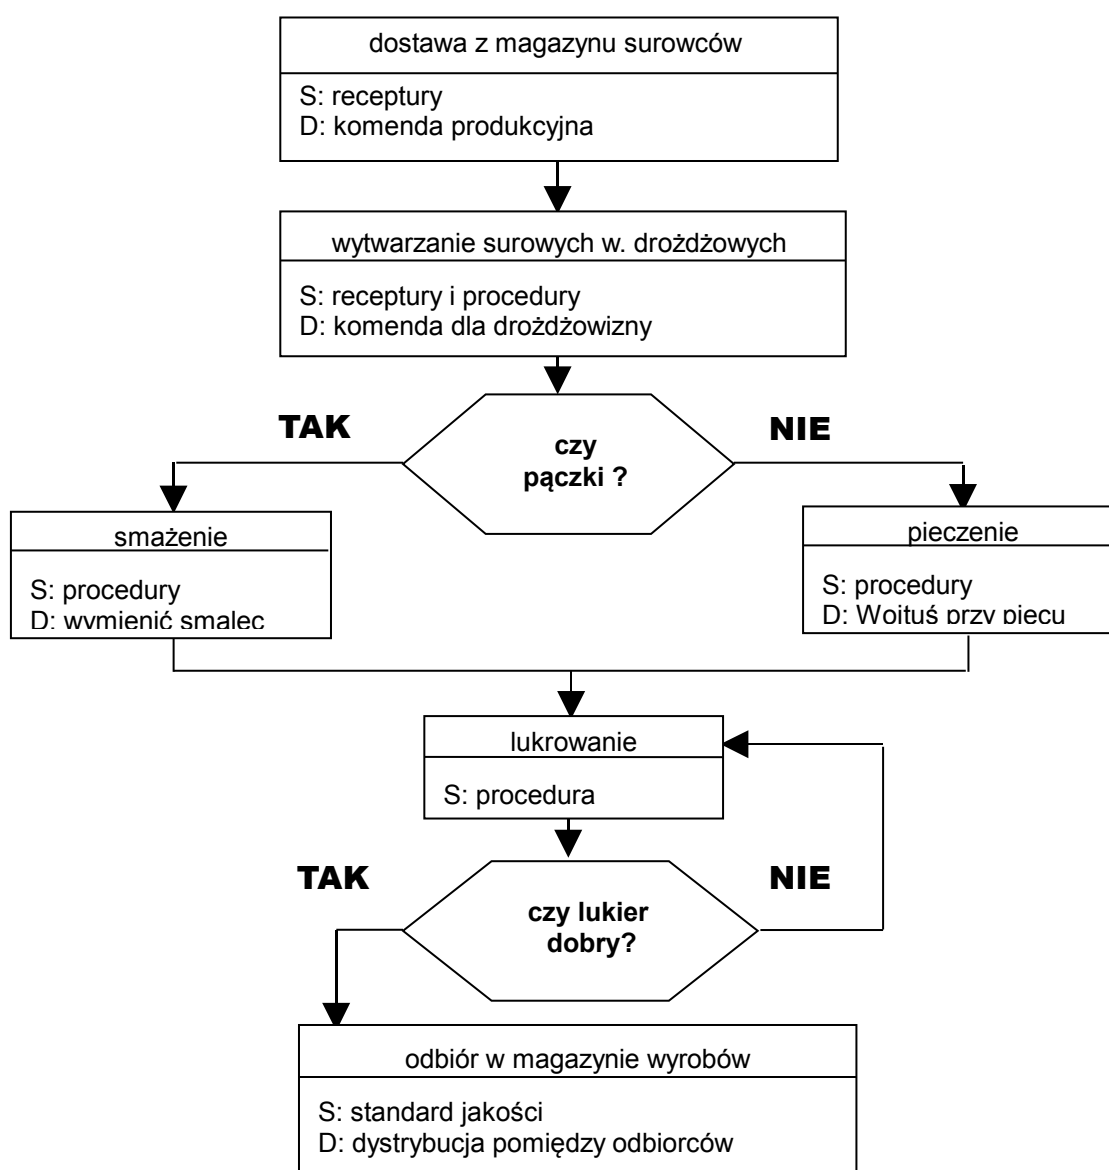 dostawa z magazynu surowców
S: receptury
D: komenda produkcyjna
wytwarzanie surowych w. drożdżowych
S: receptury i procedury
D: komenda dla drożdżowizny
TAK
NIE
czy
pączki ?
smażenie
S: procedury
D: wymienić smalec
pieczenie
S: procedury
D: Wojtuś przy piecu
lukrowanie
S: procedura
TAK
NIE
czy lukier
dobry?
odbiór w magazynie wyrobów
S: standard jakości
D: dystrybucja pomiędzy odbiorców